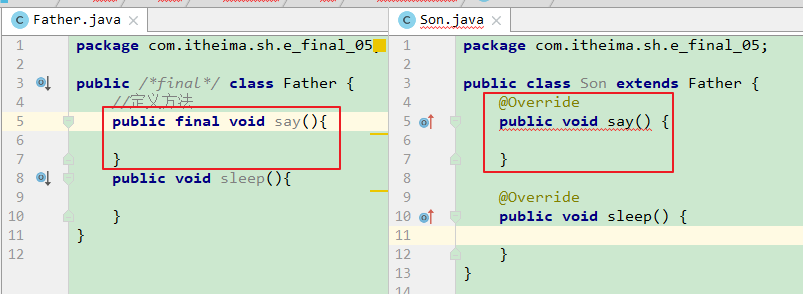 Father.java
1 package com.itheima.sh.e_final_05;
2
3 public /*final*/ class Father {
4 //定义方法
5 public final void say(){
6
7 }
8 public void sleep(){
9
10 }
11 }
12
Son.java
1 package com.itheima.sh.e_final_05;
2
3 public class Son extends Father {
4 @Override
5 public void say() {
6
7 }
8
9 @Override
10 public void sleep() {
11
12 }
13 }
14